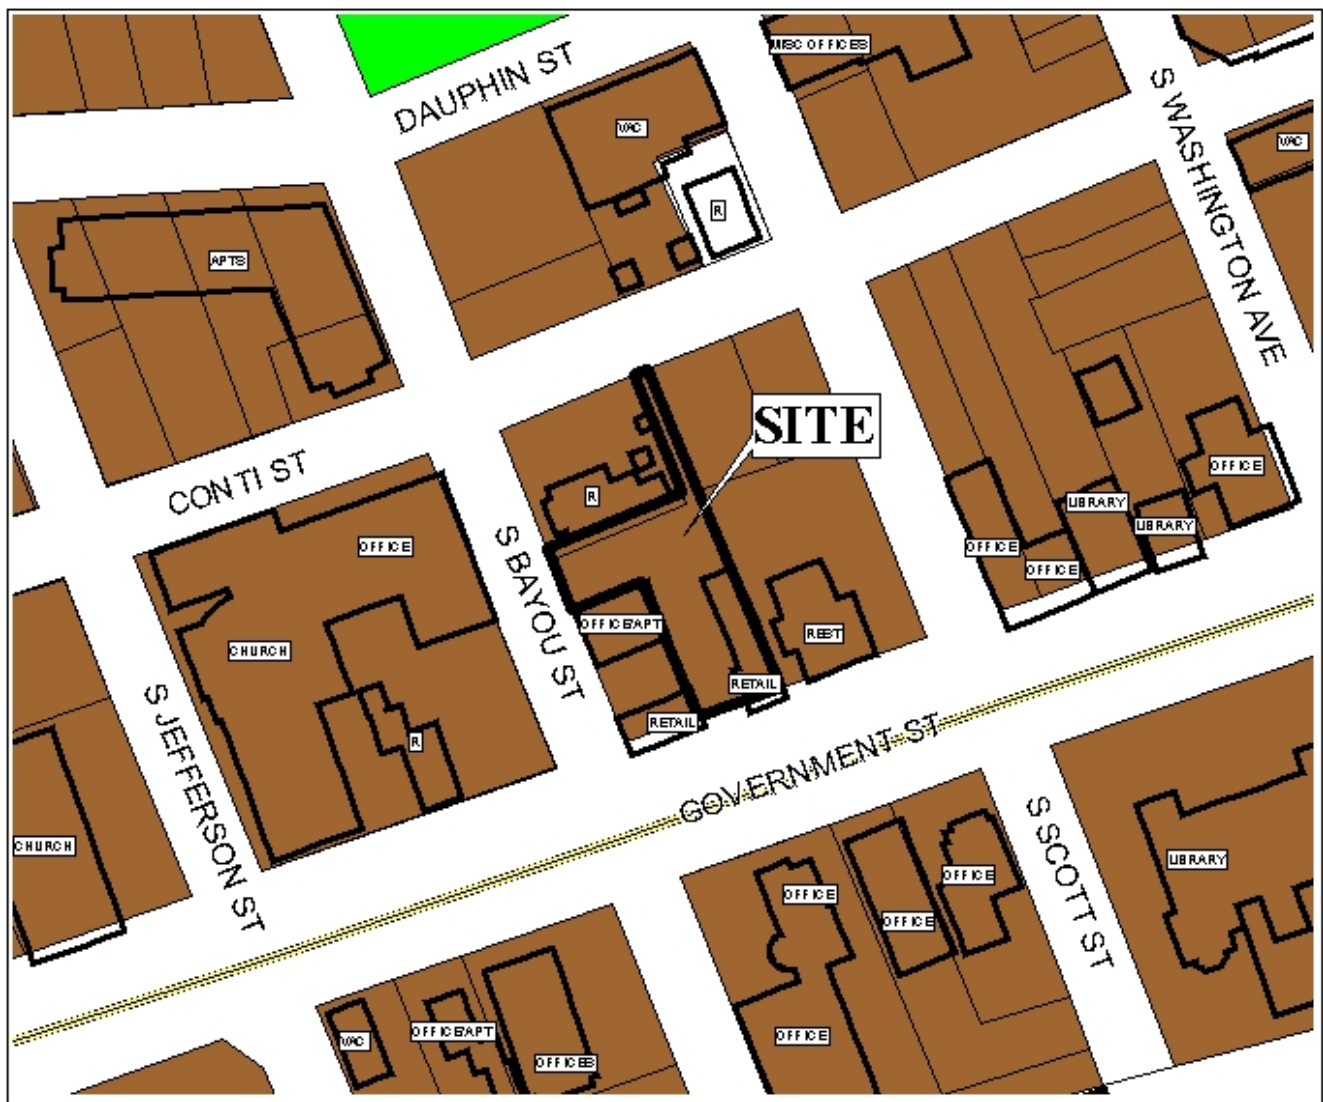 MISC OFFICES
DAUPHIN ST
S WASHINGTON AVE
VAC
VAC
R
APTS
SITE
CONTI ST
OFFICE
R
OFFICE
LIBRARY
LIBRARY
OFFICE
OFFICE
S BAYOU ST
OFFICE/APT
REST
CHURCH
RETAIL
RETAIL
S JEFFERSON ST
R
GOVERNMENT ST
CHURCH
S SCOTT ST
LIBRARY
OFFICE
OFFICE
OFFICE
VAC
OFFICE/APT
OFFICES
OFFICE